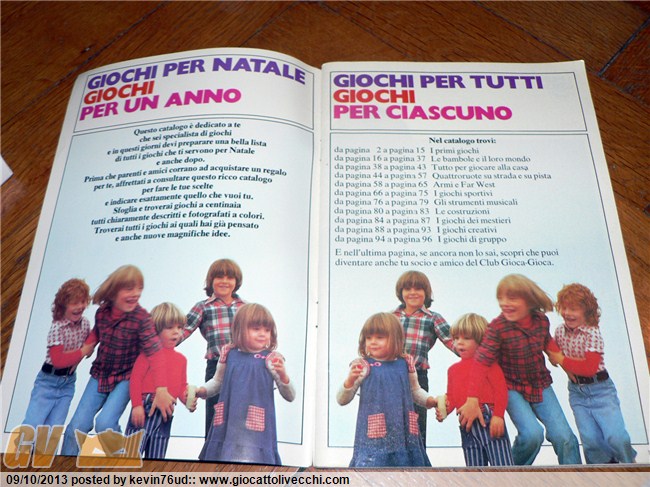 GIOCHI PER NATALE
GIOCHI
PER UN ANNO
Questo catalogo è dedicato a te
che sei specialista di giochi
e in questi giorni devi preparare una bella lista
di tutti i giochi che ti servono per Natale
e anche dopo.
Prima che parenti e amici corrano ad acquistare un regalo
per te, affrettati a consultare questo ricco catalogo
per fare le tue scelte
e indicare esattamente quello che vuoi tu.
Sfoglia e troverai giochi a centinaia
tutti chiaramente descritti e fotografati a colori.
Troverai tutti i giochi ai quali hai già pensato
e anche nuove magnifiche idee.
GIOCHI PER TUTTI
GIOCHI
PER CIASCUNO
Nel catalogo trovi:
da pagina 2 a pagina 15 I primi giochi
da pagina 16 a pagina 37 Le bambole e il loro mondo
da pagina 38 a pagina 43 Tutto per giocare alla casa
da pagina 44 a pagina 57 Quattroruote su strada e su pista
da pagina 58 a pagina 65 Armi e Far West
da pagina 66 a pagina 75 I giochi sportivi
da pagina 76 a pagina 79 Gli strumenti musicali
da pagina 80 a pagina 83 Le costruzioni
da pagina 84 a pagina 87 I giochi dei mestieri
da pagina 88 a pagina 93 I giochi creativi
da pagina 94 a pagina 96 I giochi di gruppo
E nell'ultima pagina, se ancora non lo sai, scopri che puoi
diventare anche tu socio e amico del Club Gioca-Gioca.
GV
09/10/2013 posted by kevin76ud:: www.giocattolivecchi.com